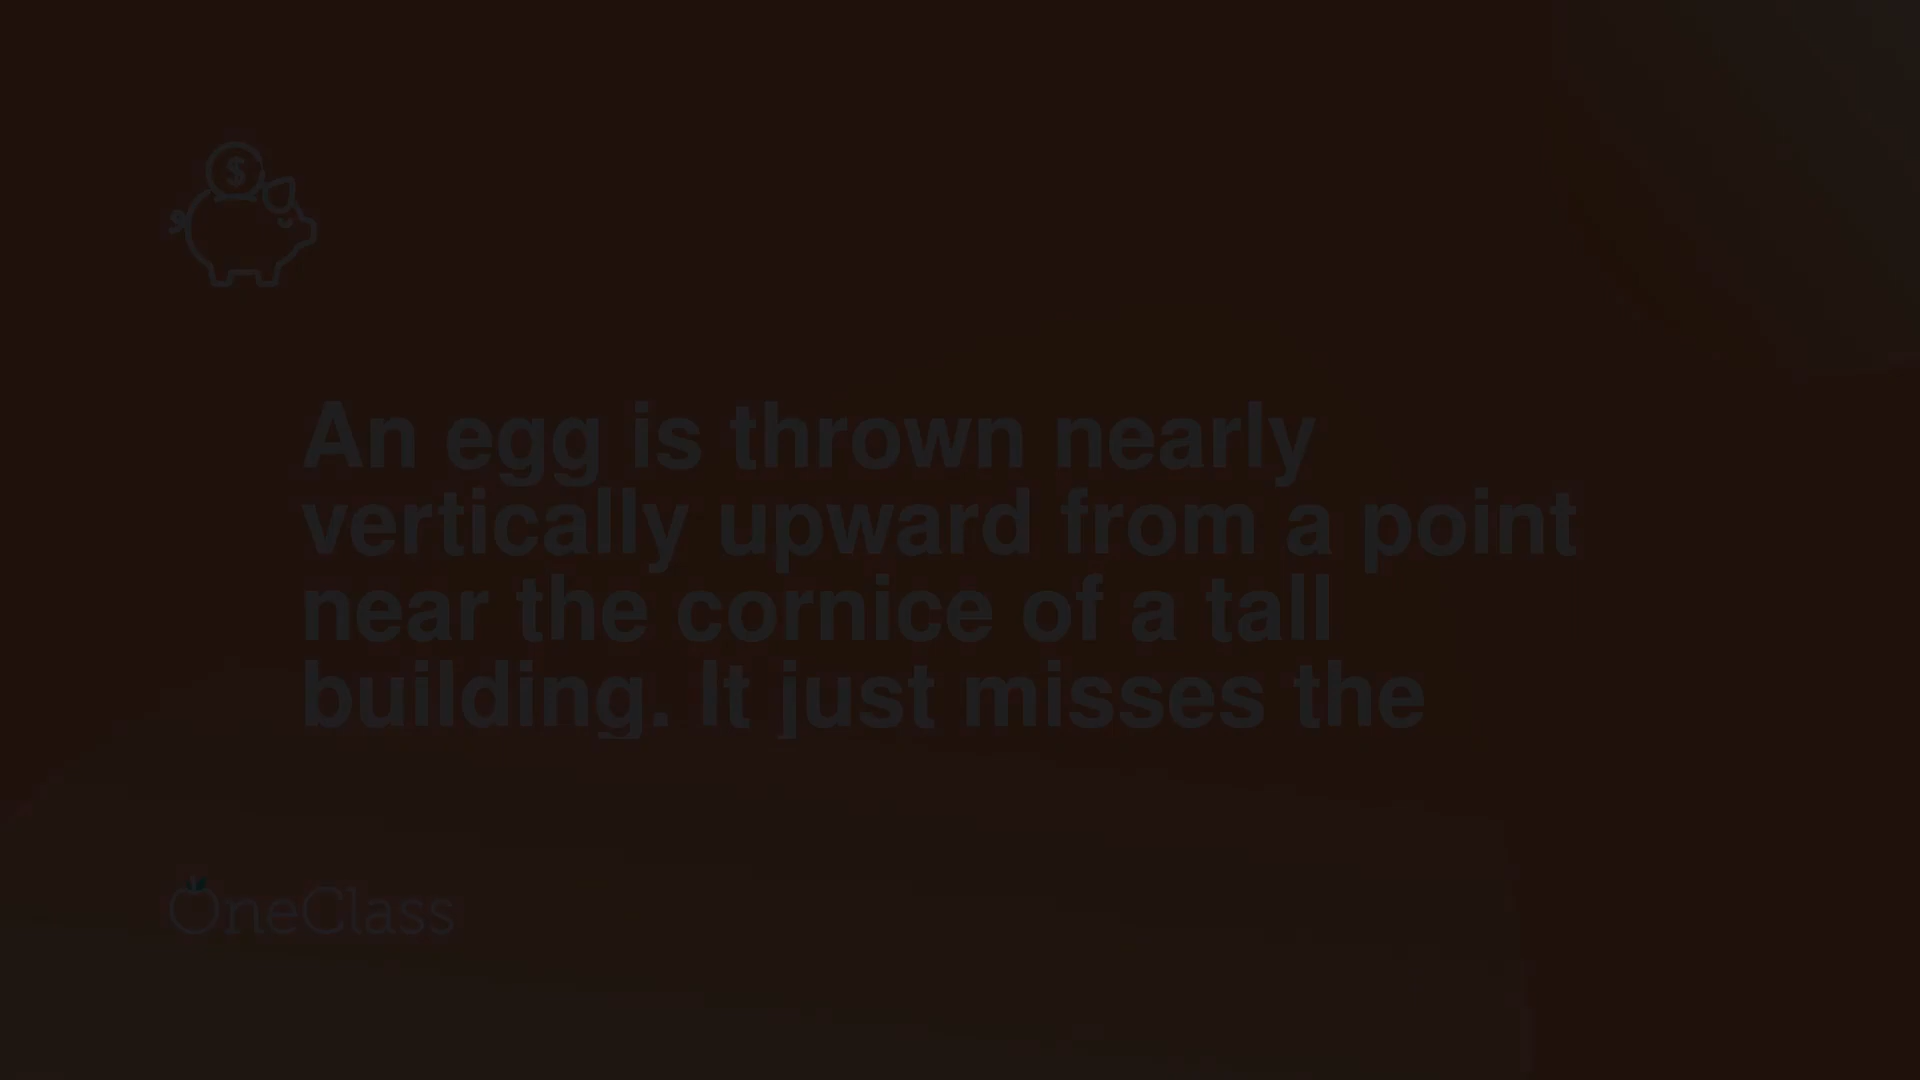 $
An egg is thrown nearly
vertically upward from a point
near the cornice of a tall
building. It just misses the
OneClass